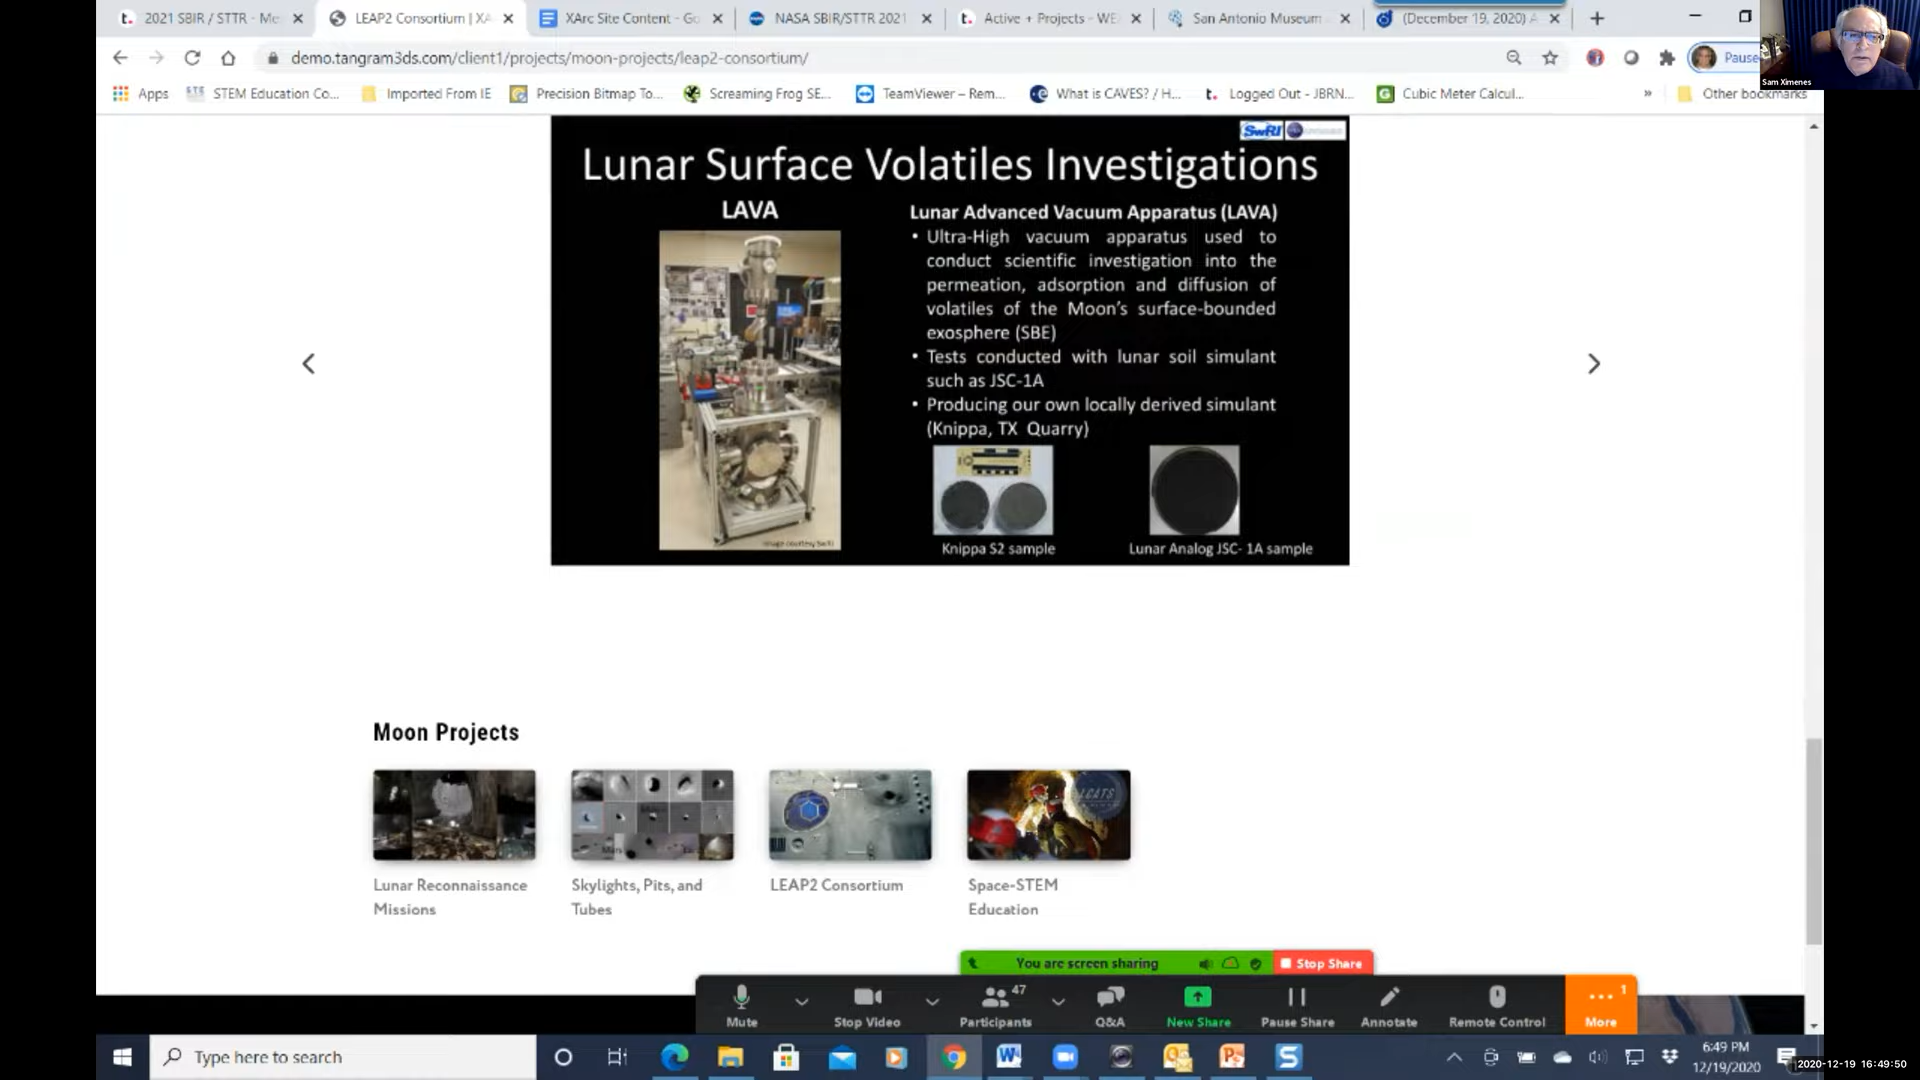 2021 SBIR / STTR - Me
LEAP2 Consortium | XA
XArc Site Content - Go
NASA SBIR/STTR 2021
Active + Projects - WE
San Antonio Museum
(December 19, 2020) A
demo.tangram3ds.com/client1/projects/moon-projects/leap2-consortium/
Pause
Sam Ximenes
Apps
STEM Education Co...
Imported From IE
Precision Bitmap To...
Screaming Frog SE...
TeamViewer – Rem...
What is CAVES? / H...
Logged Out - JBRN...
Cubic Meter Calcul...
»
Other bookmarks
SwRI
Lunar Surface Volatiles Investigations
LAVA
Lunar Advanced Vacuum Apparatus (LAVA)
• Ultra-High vacuum apparatus used to
conduct scientific investigation into the
permeation, adsorption and diffusion of
volatiles of the Moon's surface-bounded
exosphere (SBE)
• Tests conducted with lunar soil simulant
such as JSC-1A
• Producing our own locally derived simulant
(Knippa, TX Quarry)
Image courtesy SwRI
Knippa S2 sample
Lunar Analog JSC- 1A sample
Moon Projects
LCATS
Lunar Reconnaissance
Missions
Skylights, Pits, and
Tubes
LEAP2 Consortium
Space-STEM
Education
You are screen sharing
Stop Share
Mute
Stop Video
47
Participants
Q&A
New Share
Pause Share
Annotate
Remote Control
1
More
Type here to search
6:49 PM
12/19/2020
2020-12-19 16:49:50